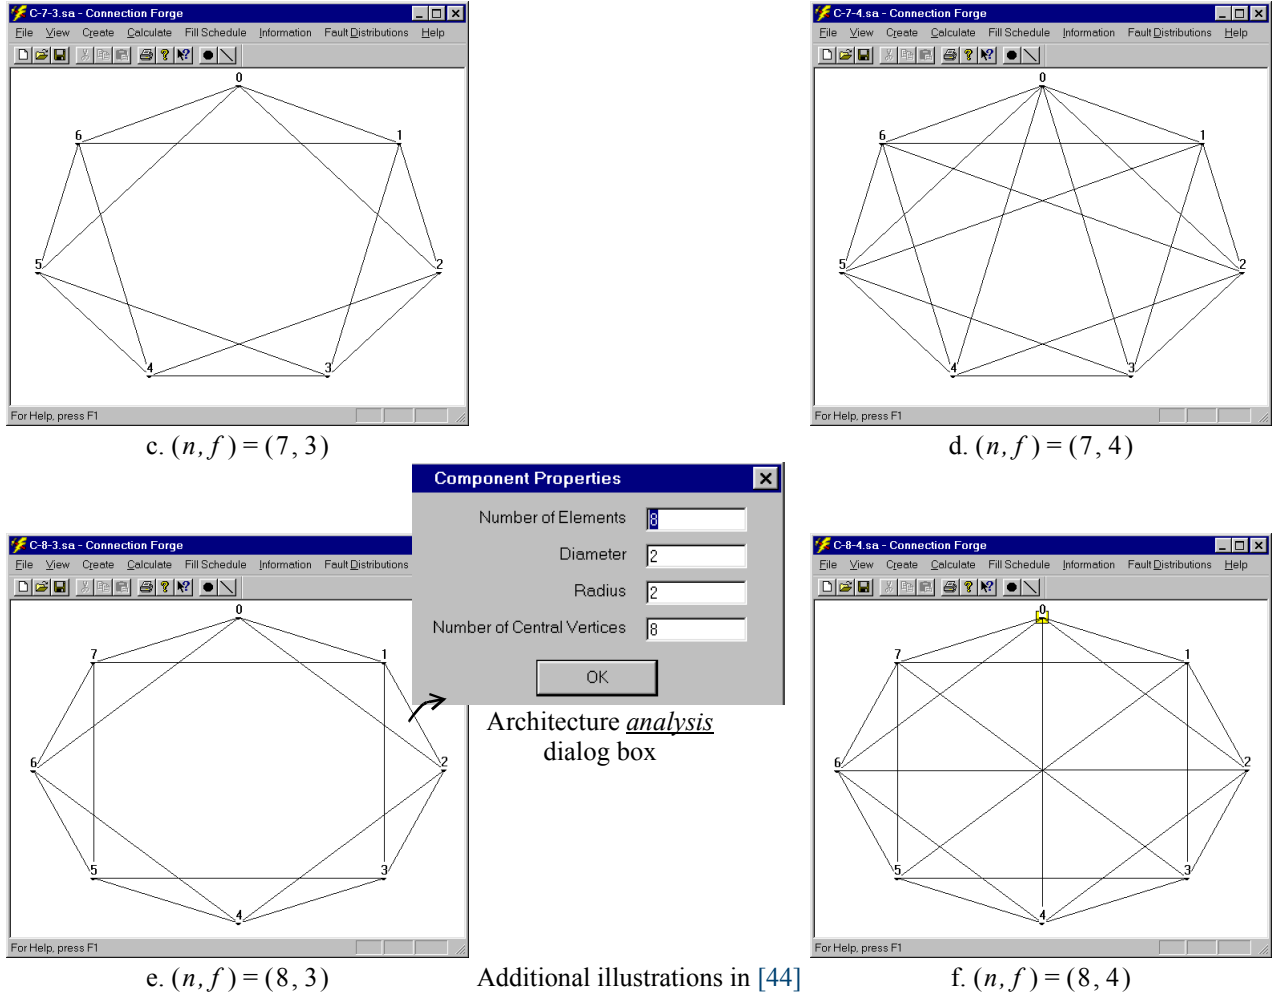 C-7-3.sa - Connection Forge
File View Create Calculate Fill Schedule Information Fault Distributions Help
0
6 1
5 2
4 3
For Help, press F1
c. (n, f ) = (7, 3)
C-7-4.sa - Connection Forge
File View Create Calculate Fill Schedule Information Fault Distributions Help
0
6 1
5 2
4 3
For Help, press F1
d. (n, f ) = (7, 4)
C-8-3.sa - Connection Forge
File View Create Calculate Fill Schedule Information Fault Distributions
0
7 1
6 2
5 3
4
For Help, press F1
e. (n, f ) = (8, 3)
Component Properties
Number of Elements 8
Diameter 2
Radius 2
Number of Central Vertices 8
OK
Architecture analysis
dialog box
Additional illustrations in [44]
C-8-4.sa - Connection Forge
File View Create Calculate Fill Schedule Information Fault Distributions Help
0
7 1
6 2
5 3
4
For Help, press F1
f. (n, f ) = (8, 4)